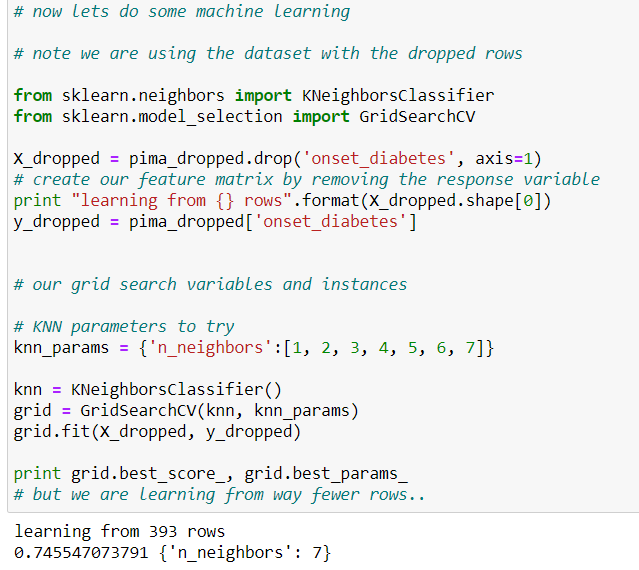 # now lets do some machine learning
# note we are using the dataset with the dropped rows
from sklearn.neighbors import KNeighborsClassifier
from sklearn.model_selection import GridSearchCV
X_dropped = pima_dropped.drop('onset_diabetes', axis=1)
# create our feature matrix by removing the response variable
print "learning from {} rows".format(X_dropped.shape[0])
y_dropped = pima_dropped['onset_diabetes']
# our grid search variables and instances
# KNN parameters to try
knn_params = {'n_neighbors':[1, 2, 3, 4, 5, 6, 7]}
knn = KNeighborsClassifier()
grid = GridSearchCV(knn, knn_params)
grid.fit(X_dropped, y_dropped)
print grid.best_score_, grid.best_params_
# but we are learning from way fewer rows..
learning from 393 rows
0.745547073791 {'n_neighbors': 7}